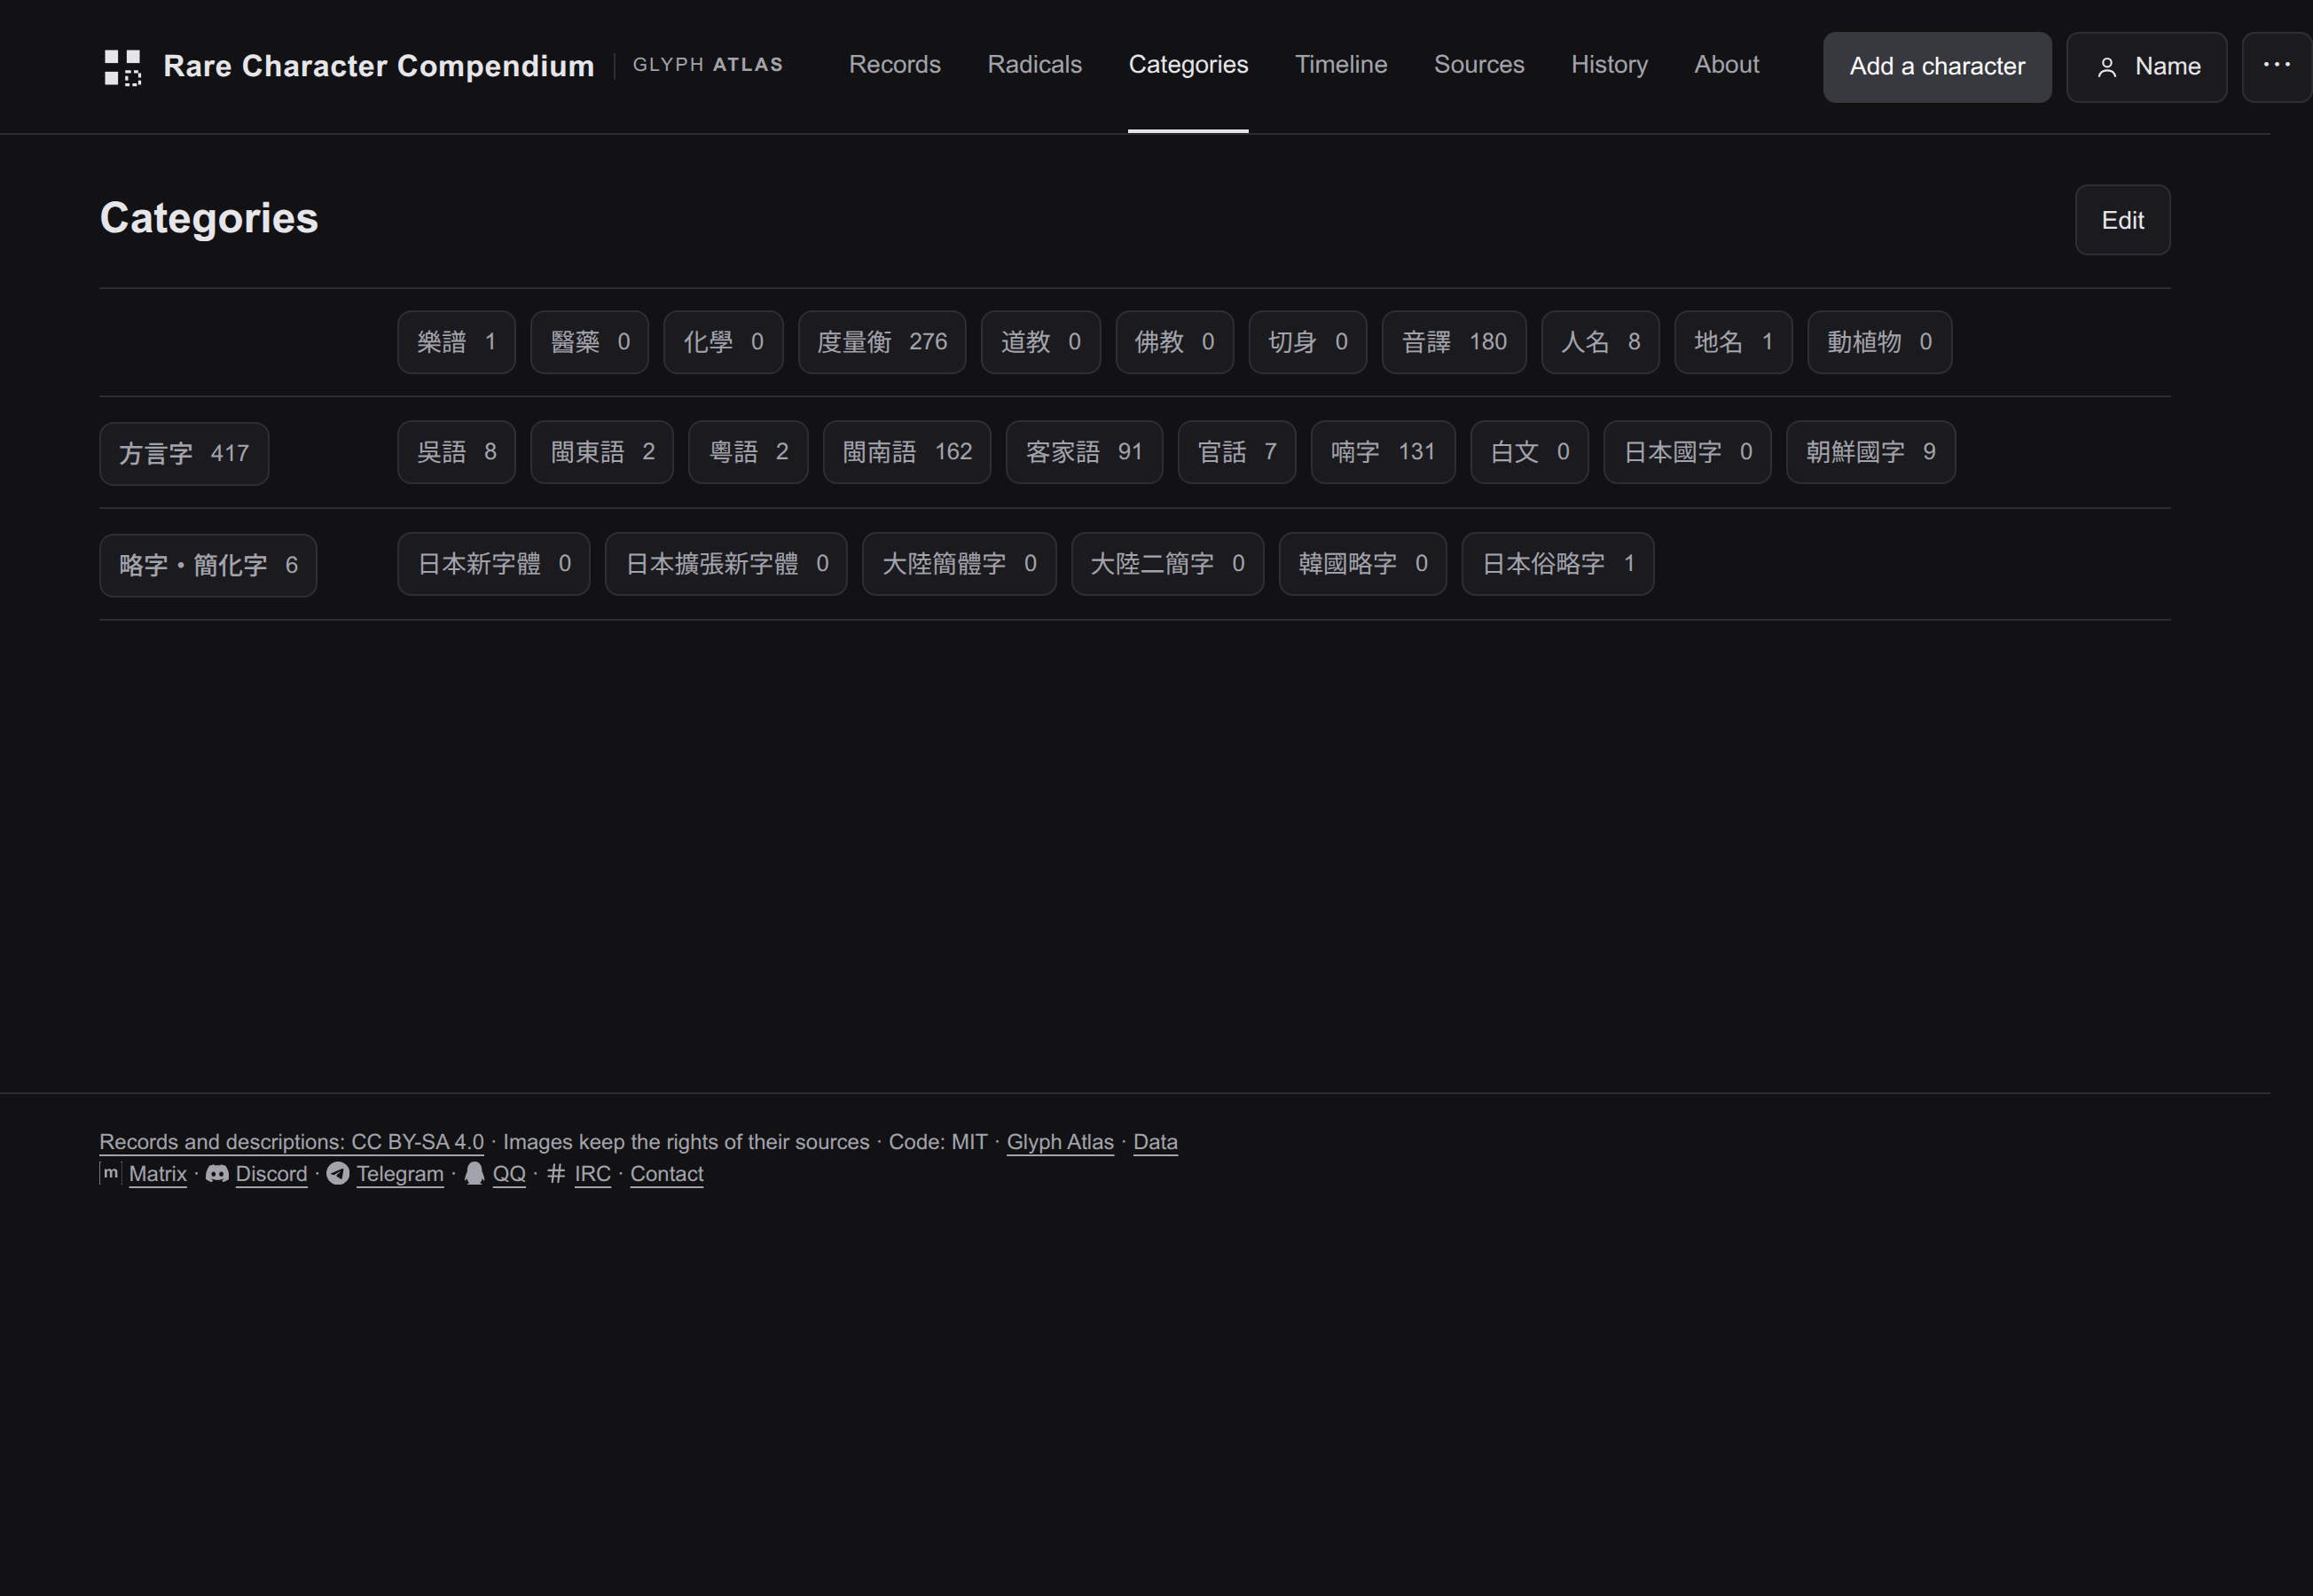 Rare Character Compendium GLYPH ATLAS Records Radicals Categories Timeline Sources History About Add a character Name ···
Categories Edit
樂譜 1 醫藥 0 化學 0 度量衡 276 道教 0 佛教 0 切身 0 音譯 180 人名 8 地名 1 動植物 0
方言字 417 吳語 8 閩東語 2 粵語 2 閩南語 162 客家語 91 官話 7 喃字 131 白文 0 日本國字 0 朝鮮國字 9
略字・簡化字 6 日本新字體 0 日本擴張新字體 0 大陸簡體字 0 大陸二簡字 0 韓國略字 0 日本俗略字 1
Records and descriptions: CC BY-SA 4.0 · Images keep the rights of their sources · Code: MIT · Glyph Atlas · Data
[m] Matrix · Discord · Telegram · QQ · # IRC · Contact